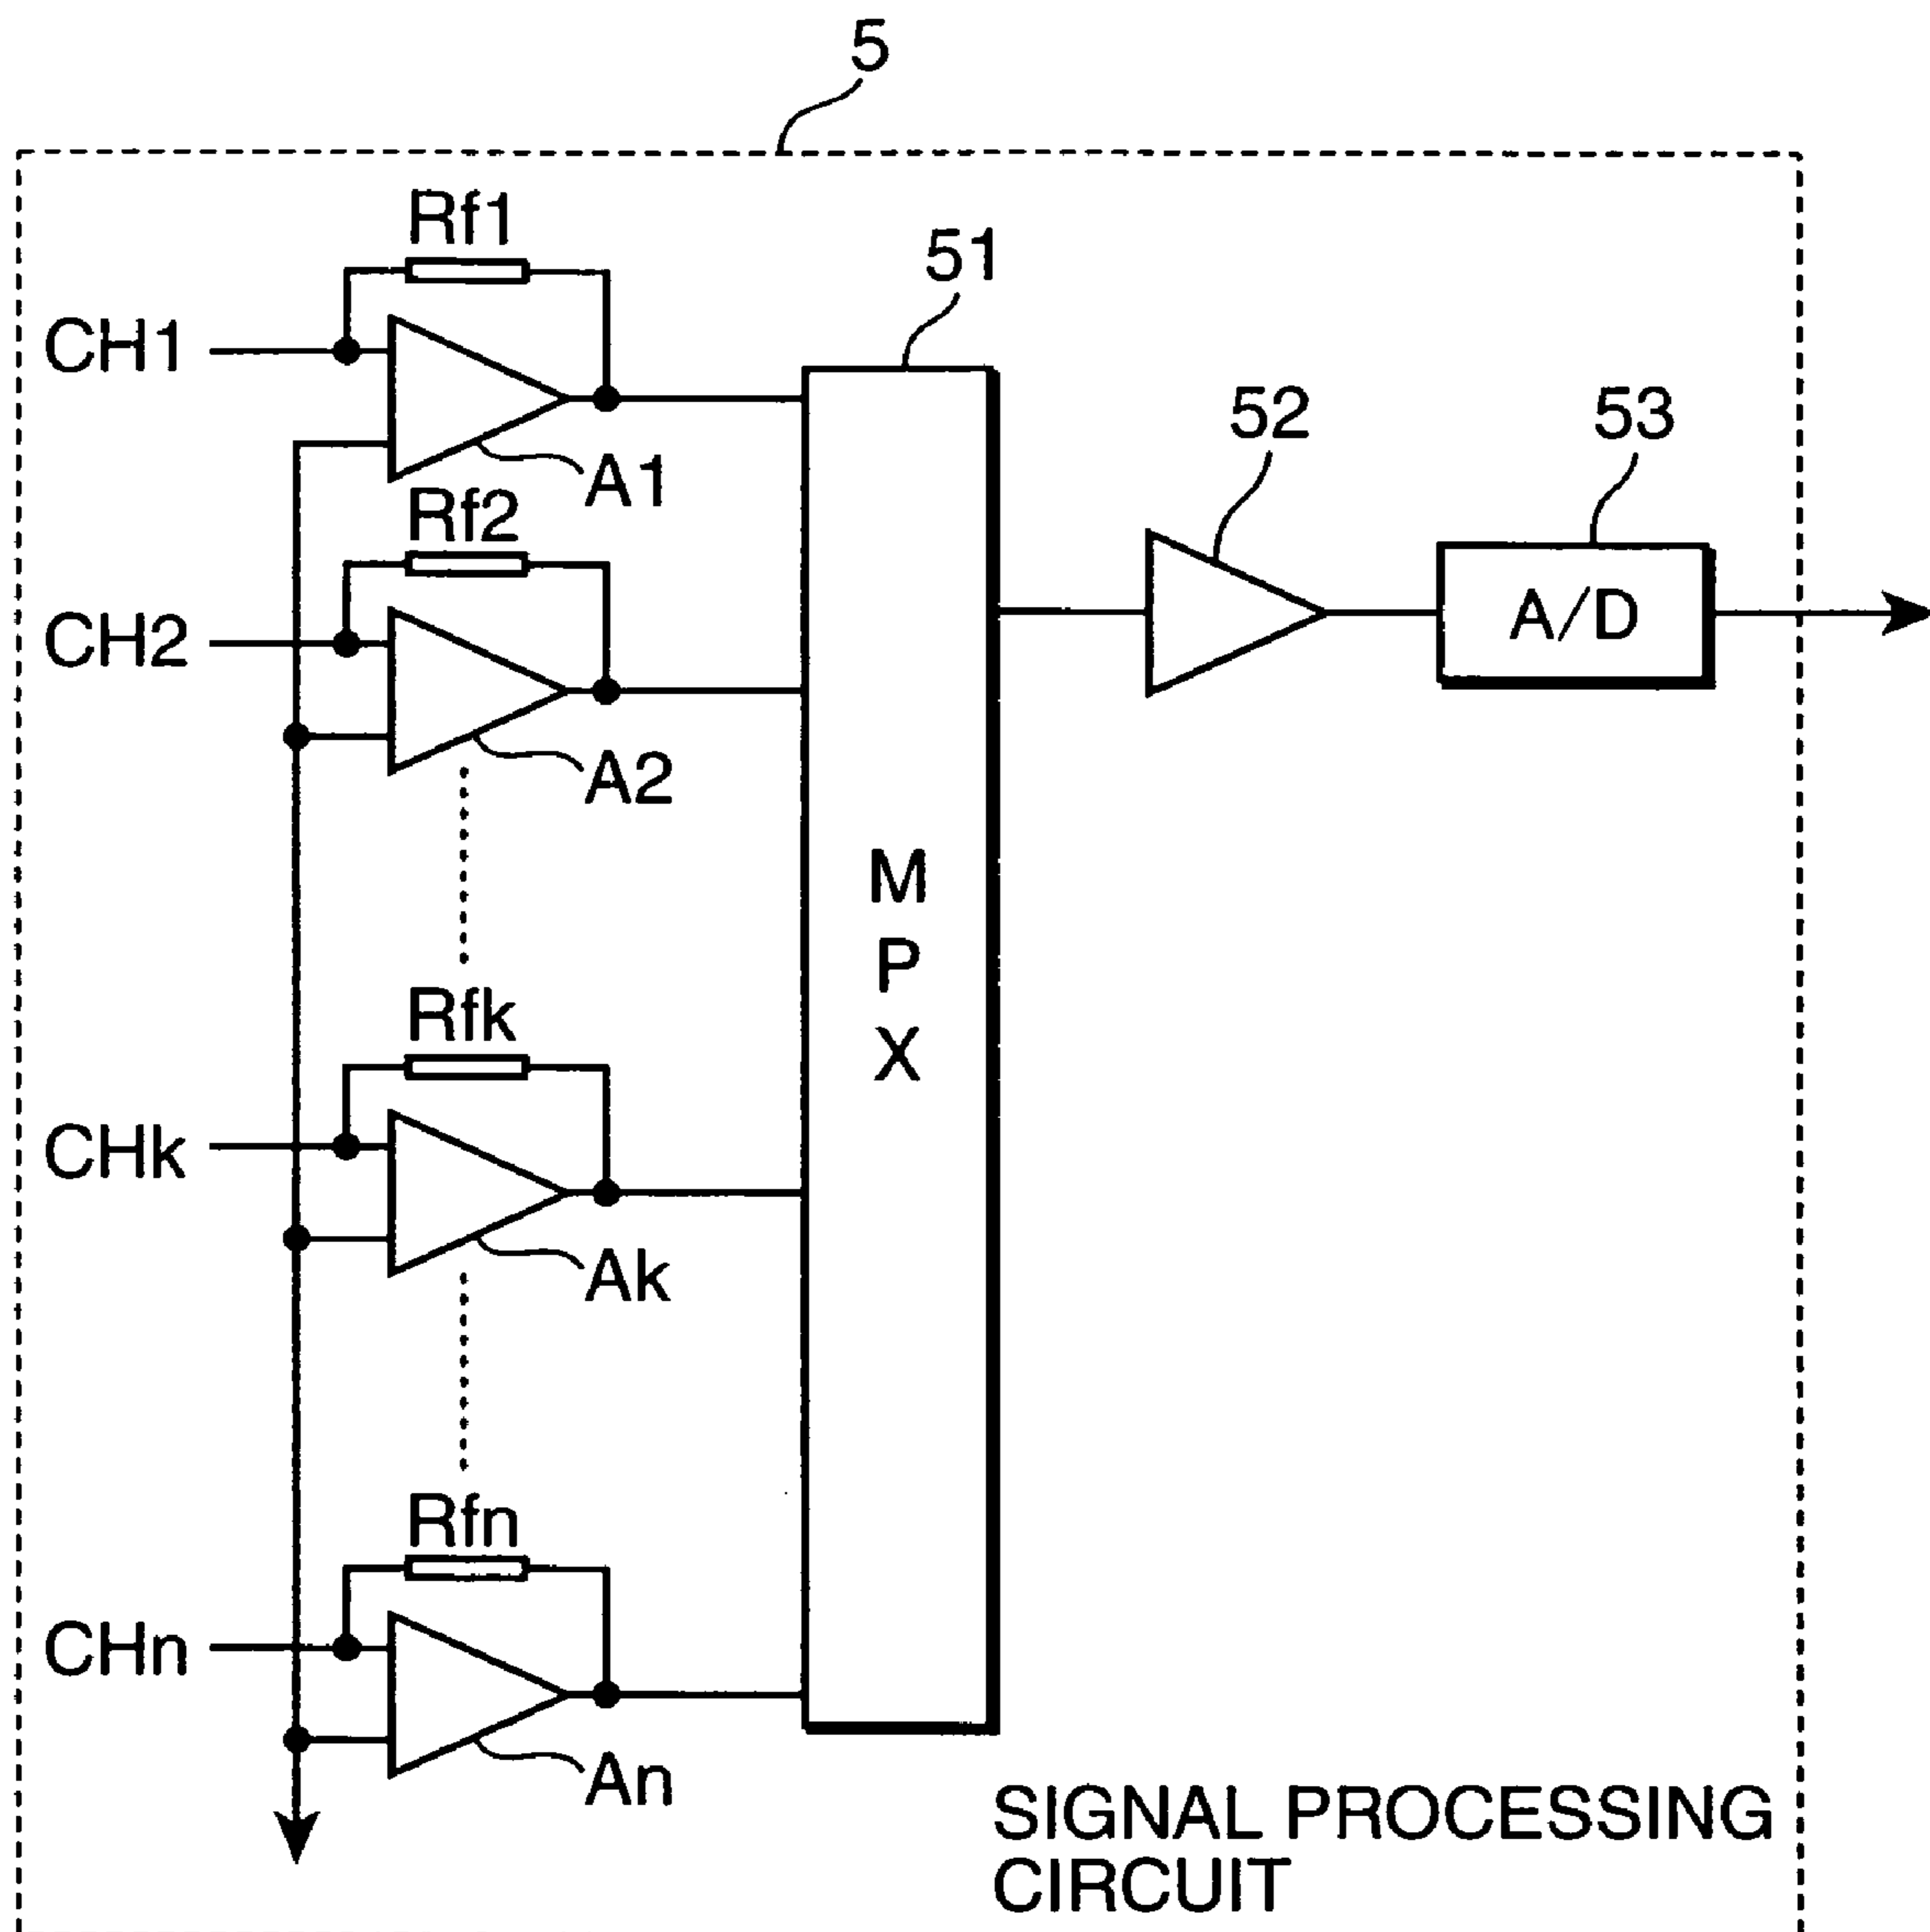 5
Rf1
51
CH1
52
53
A1
Rf2
A/D
CH2
A2
M
P
X
Rfk
CHk
Ak
Rfn
CHn
An
SIGNAL PROCESSING
CIRCUIT